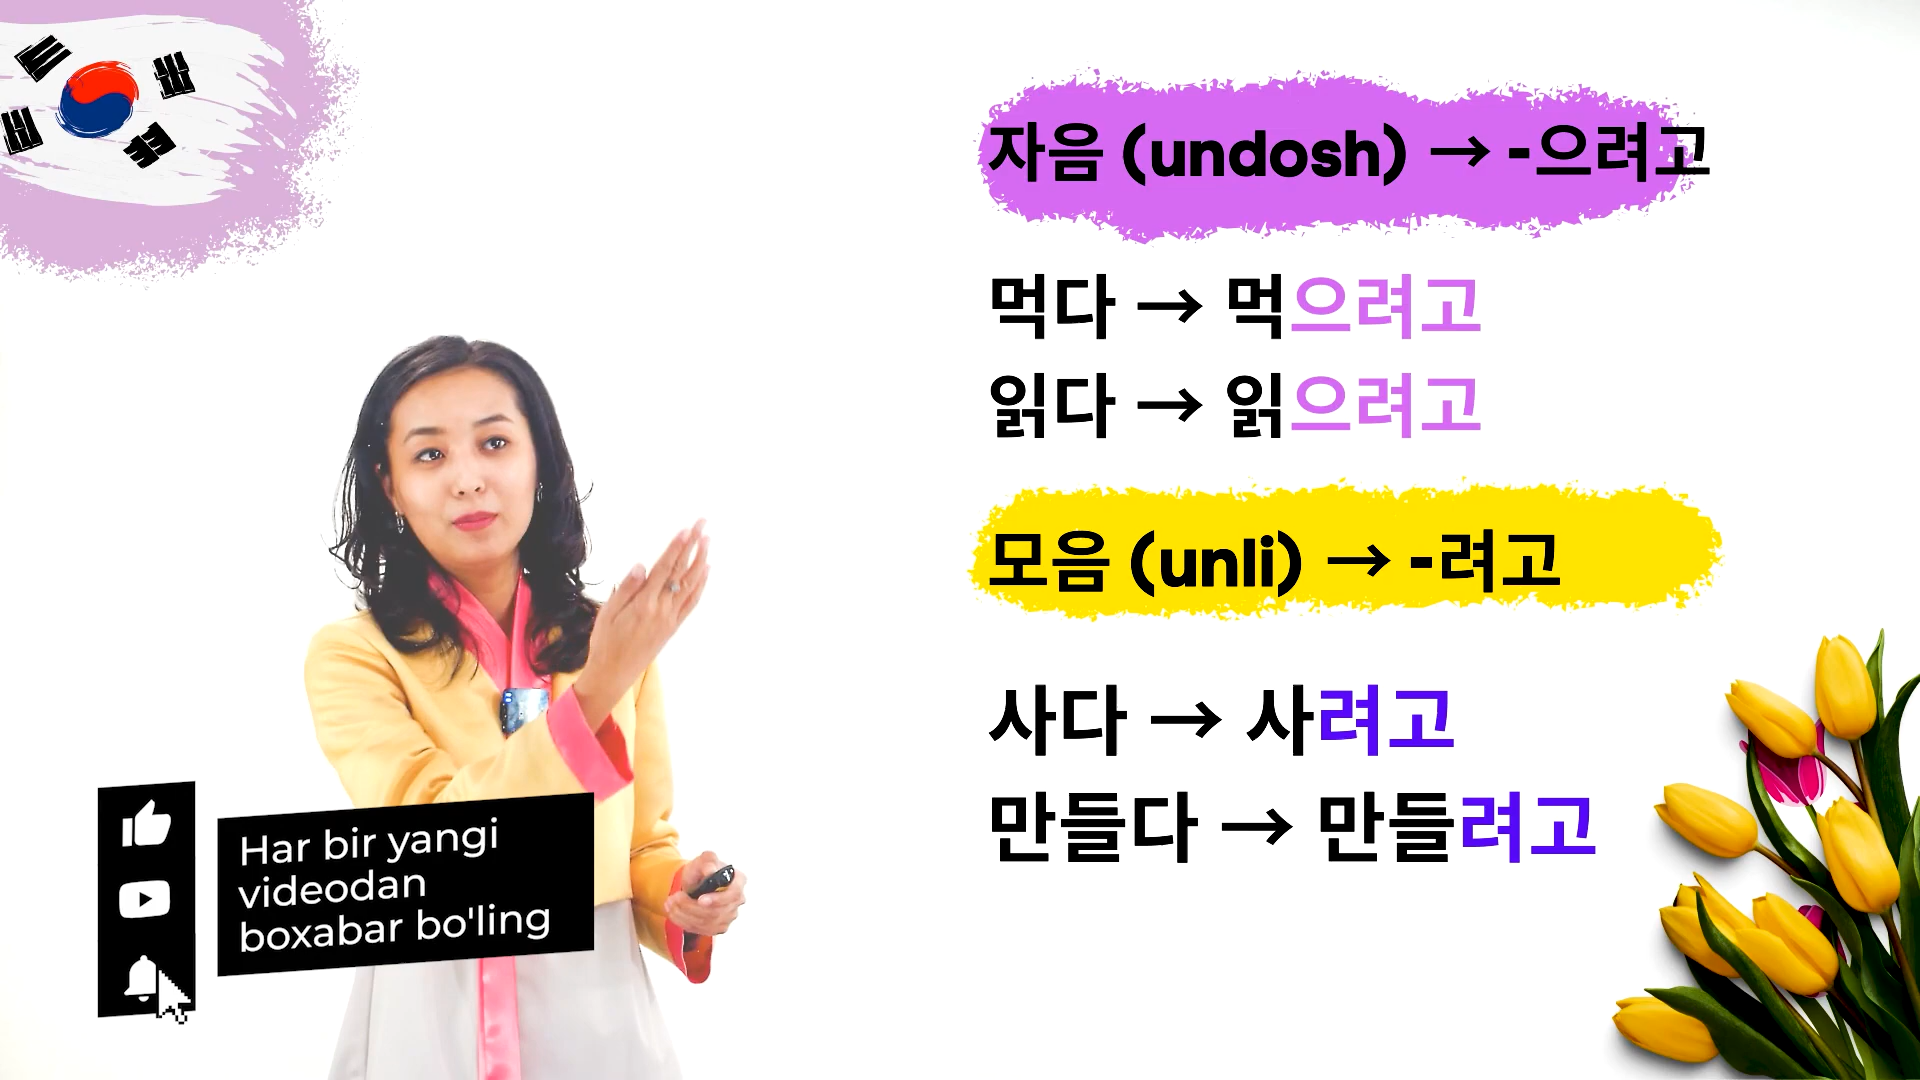 자음 (undosh) → -으려고
먹다 → 먹으려고
읽다 → 읽으려고
모음 (unli) → -려고
사다 → 사려고
만들다 → 만들려고
Har bir yangi
videodan
boxabar bo'ling